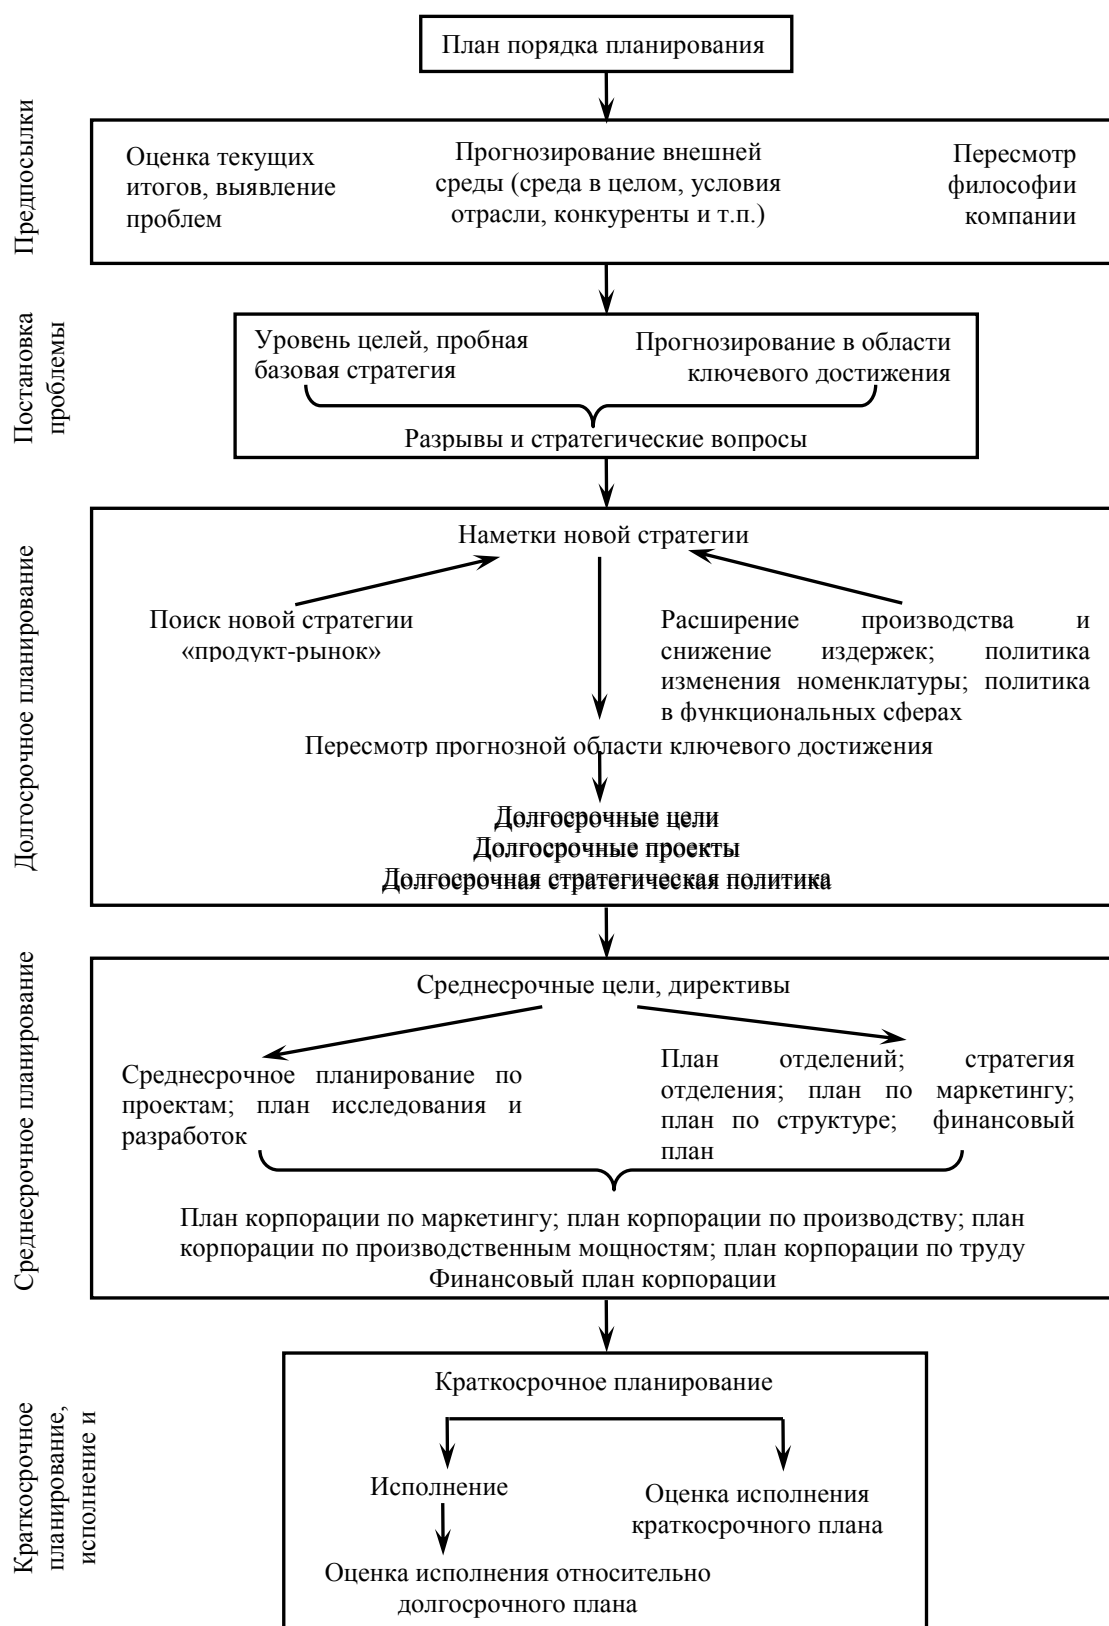 План порядка планирования
Предпосылки
Оценка текущих
итогов, выявление
проблем
Прогнозирование внешней
среды (среда в целом, условия
отрасли, конкуренты и т.п.)
Пересмотр
философии
компании
Постановка
проблемы
Уровень целей, пробная
базовая стратегия
Прогнозирование в области
ключевого достижения
Разрывы и стратегические вопросы
Долгосрочное планирование
Наметки новой стратегии
Поиск новой стратегии
«продукт-рынок»
Расширение производства и
снижение издержек; политика
изменения номенклатуры; политика
в функциональных сферах
Пересмотр прогнозной области ключевого достижения
Долгосрочные цели
Долгосрочные проекты
Долгосрочная стратегическая политика
Среднесрочное планирование
Среднесрочные цели, директивы
Среднесрочное планирование по
проектам; план исследования и
разработок
План отделений; стратегия
отделения; план по маркетингу;
план по структуре; финансовый
план
План корпорации по маркетингу; план корпорации по производству; план
корпорации по производственным мощностям; план корпорации по труду
Финансовый план корпорации
Краткосрочное
планирование,
исполнение и
Краткосрочное планирование
Исполнение
Оценка исполнения
краткосрочного плана
Оценка исполнения относительно
долгосрочного плана